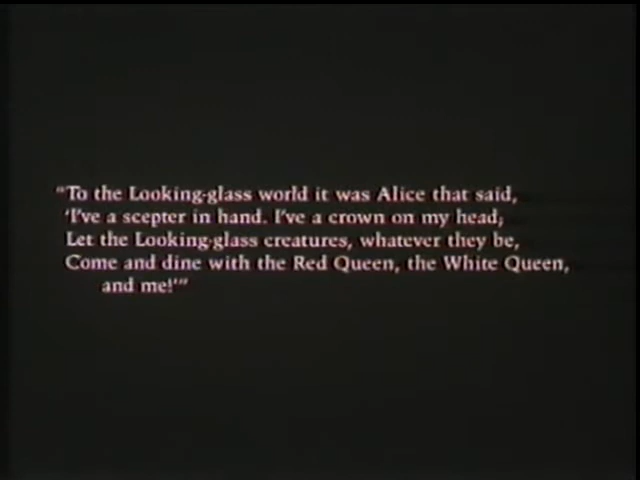 "To the Looking-glass world it was Alice that said,
'I've a scepter in hand. I've a crown on my head;
Let the Looking-glass creatures, whatever they be,
Come and dine with the Red Queen, the White Queen,
and me!'"